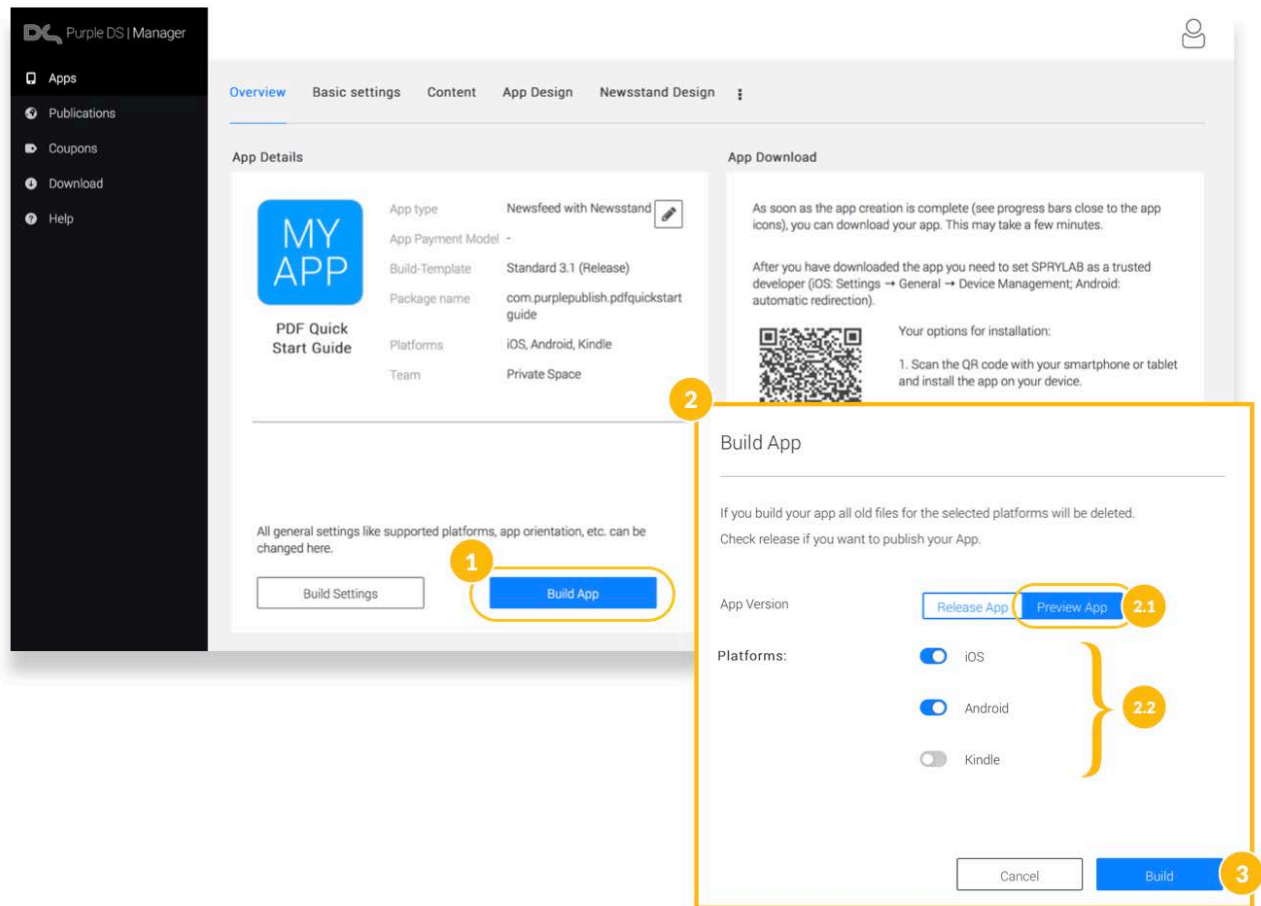 Purple DS | Manager
Apps
Publications
Coupons
Download
Help
Overview Basic settings Content App Design Newsstand Design
App Details
MY
APP
PDF Quick
Start Guide
App type Newsfeed with Newsstand
App Payment Model -
Build-Template Standard 3.1 (Release)
Package name com.purplepublish.pdfquickstart
guide
Platforms iOS, Android, Kindle
Team Private Space
All general settings like supported platforms, app orientation, etc. can be
changed here.
1
Build Settings
Build App
App Download
As soon as the app creation is complete (see progress bars close to the app
icons), you can download your app. This may take a few minutes.
After you have downloaded the app you need to set SPRYLAB as a trusted
developer (iOS: Settings → General → Device Management; Android:
automatic redirection).
Your options for installation:
1. Scan the QR code with your smartphone or tablet
and install the app on your device.
2
Build App
If you build your app all old files for the selected platforms will be deleted.
Check release if you want to publish your App.
App Version Release App Preview App 2.1
Platforms: iOS
Android 2.2
Kindle
Cancel Build 3